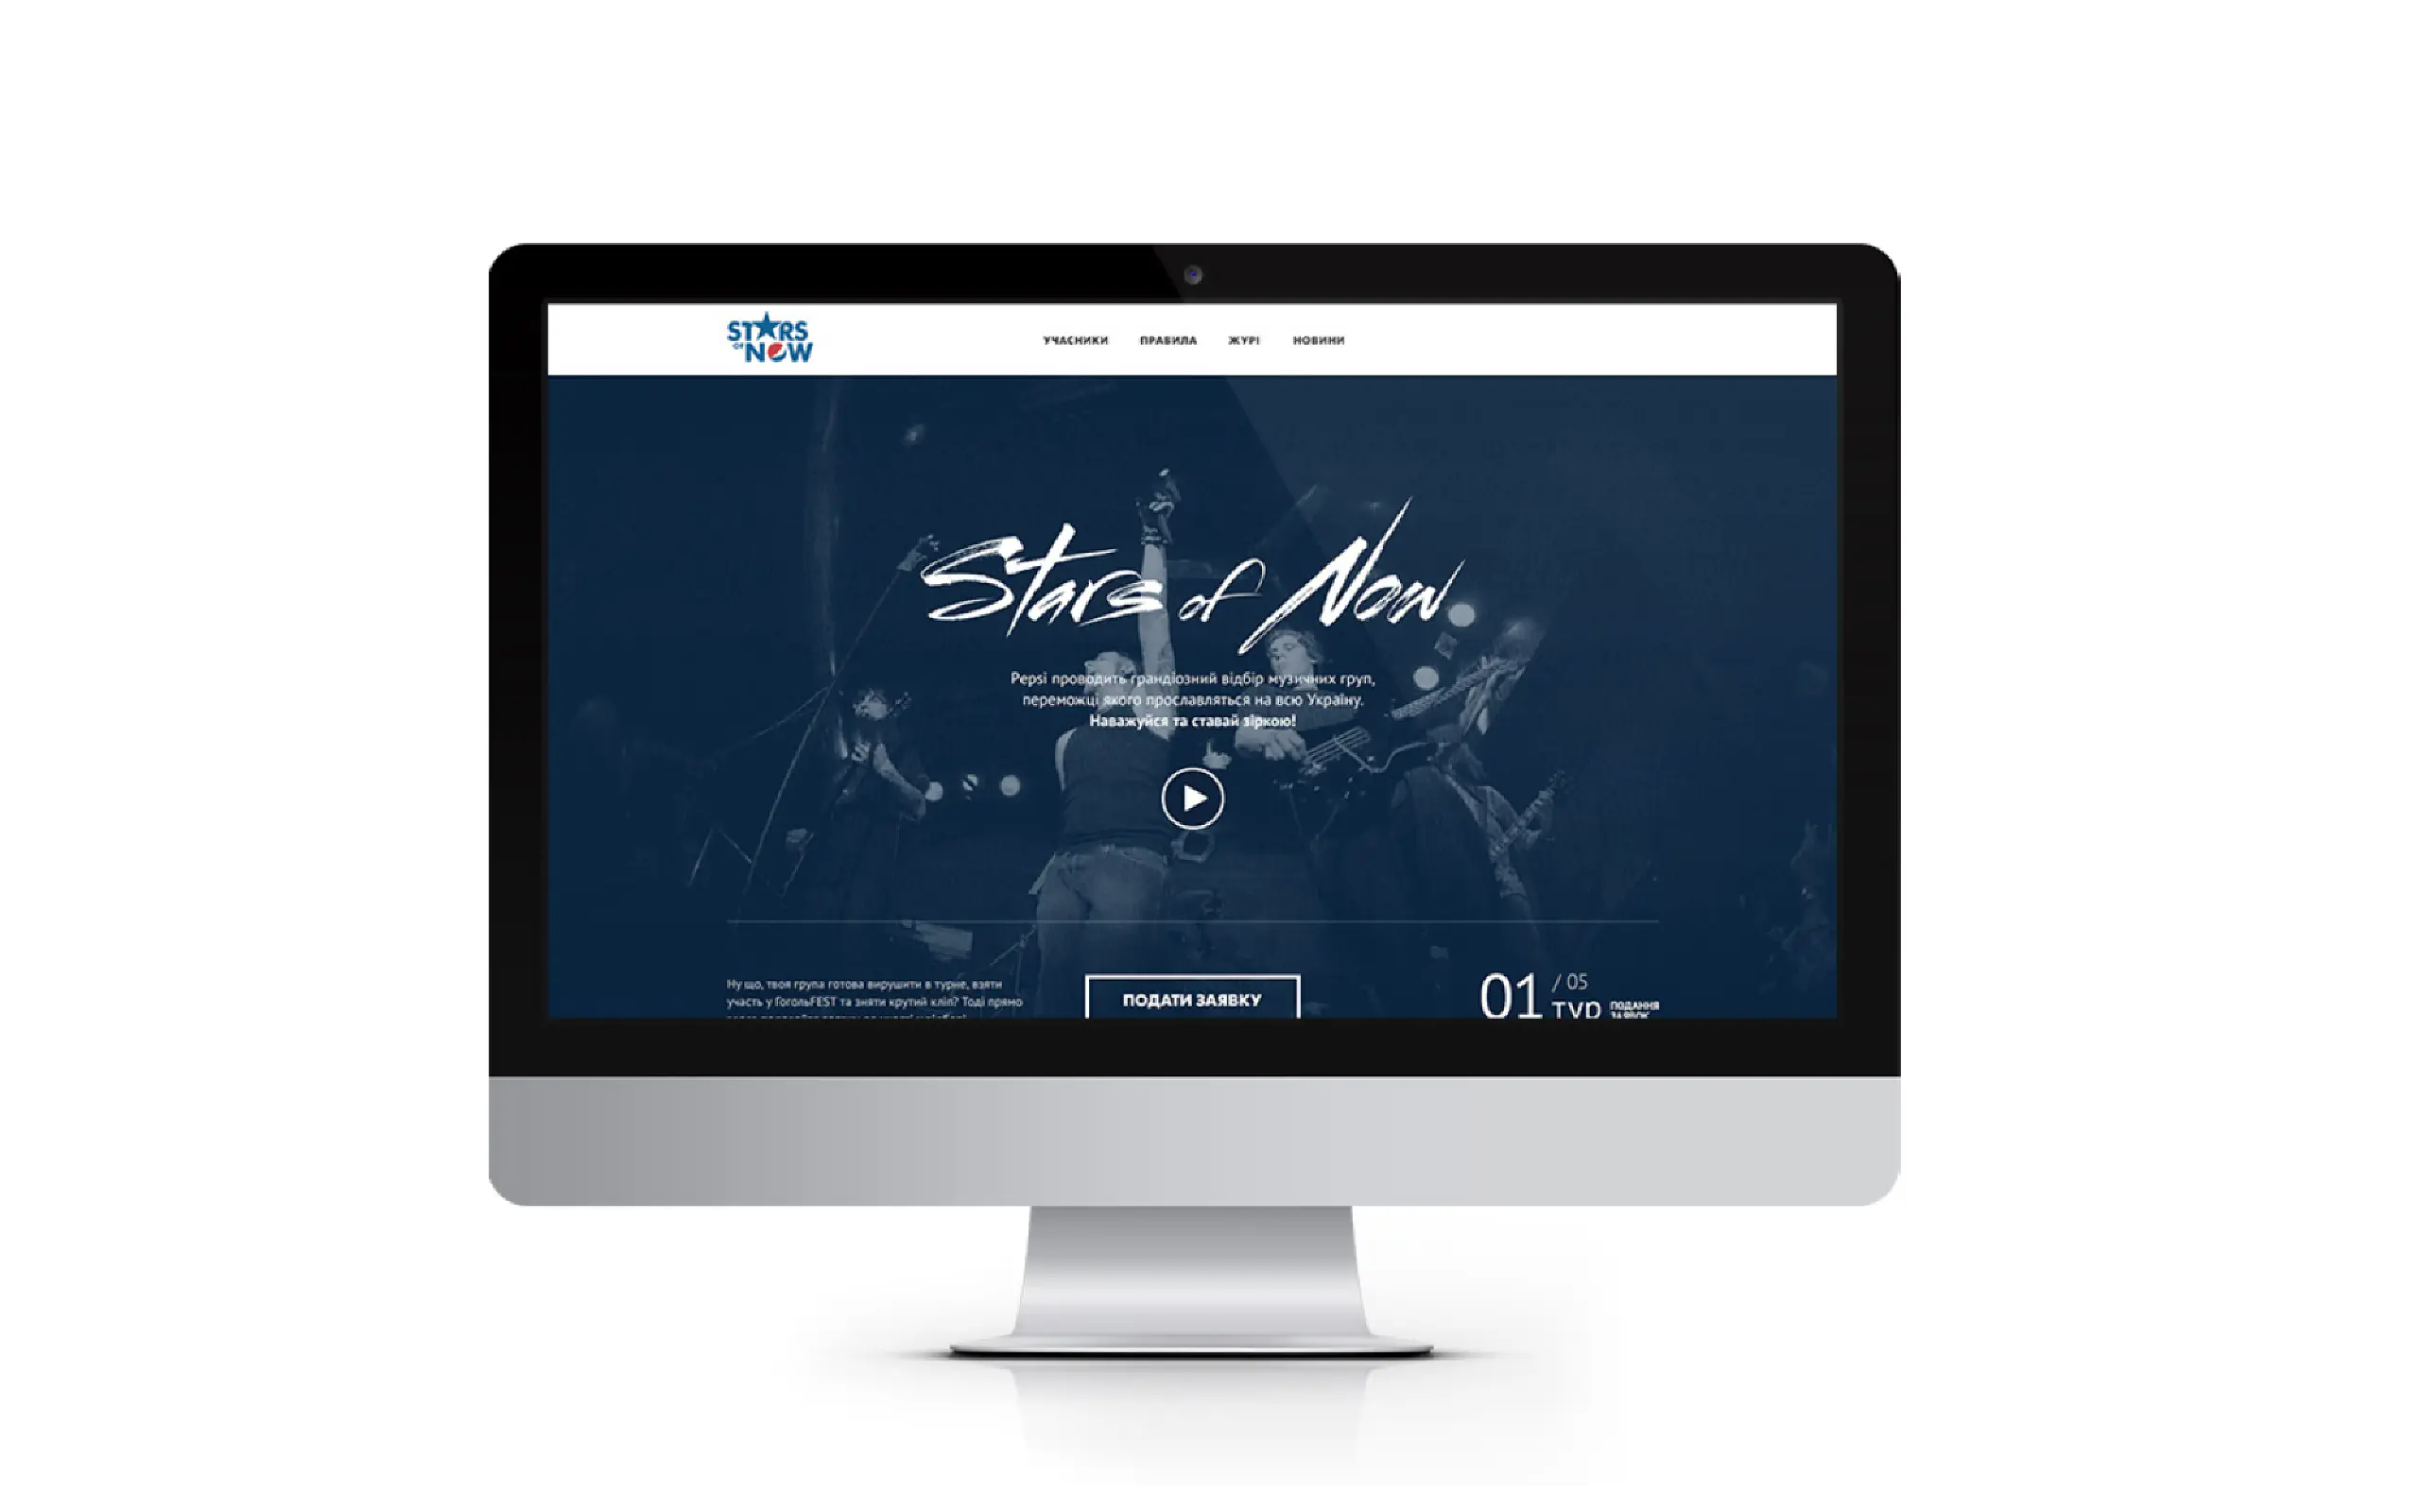 STARS
OF NOW
УЧАСНИКИ ПРАВИЛА ЖУРІ НОВИНИ
Stars of Now
Pepsi проводить грандіозний відбір музичних груп,
переможці якого прославляться на всю Україну.
Наважуйся та ставай зіркою!
Ну що, твоя група готова вирушити в турне, взяти
участь у ГогольFEST та зняти крутий кліп? Тоді прямо
ПОДАТИ ЗАЯВКУ
01 / 05
ТУР ПОДАННЯ
ЗАЯВОК